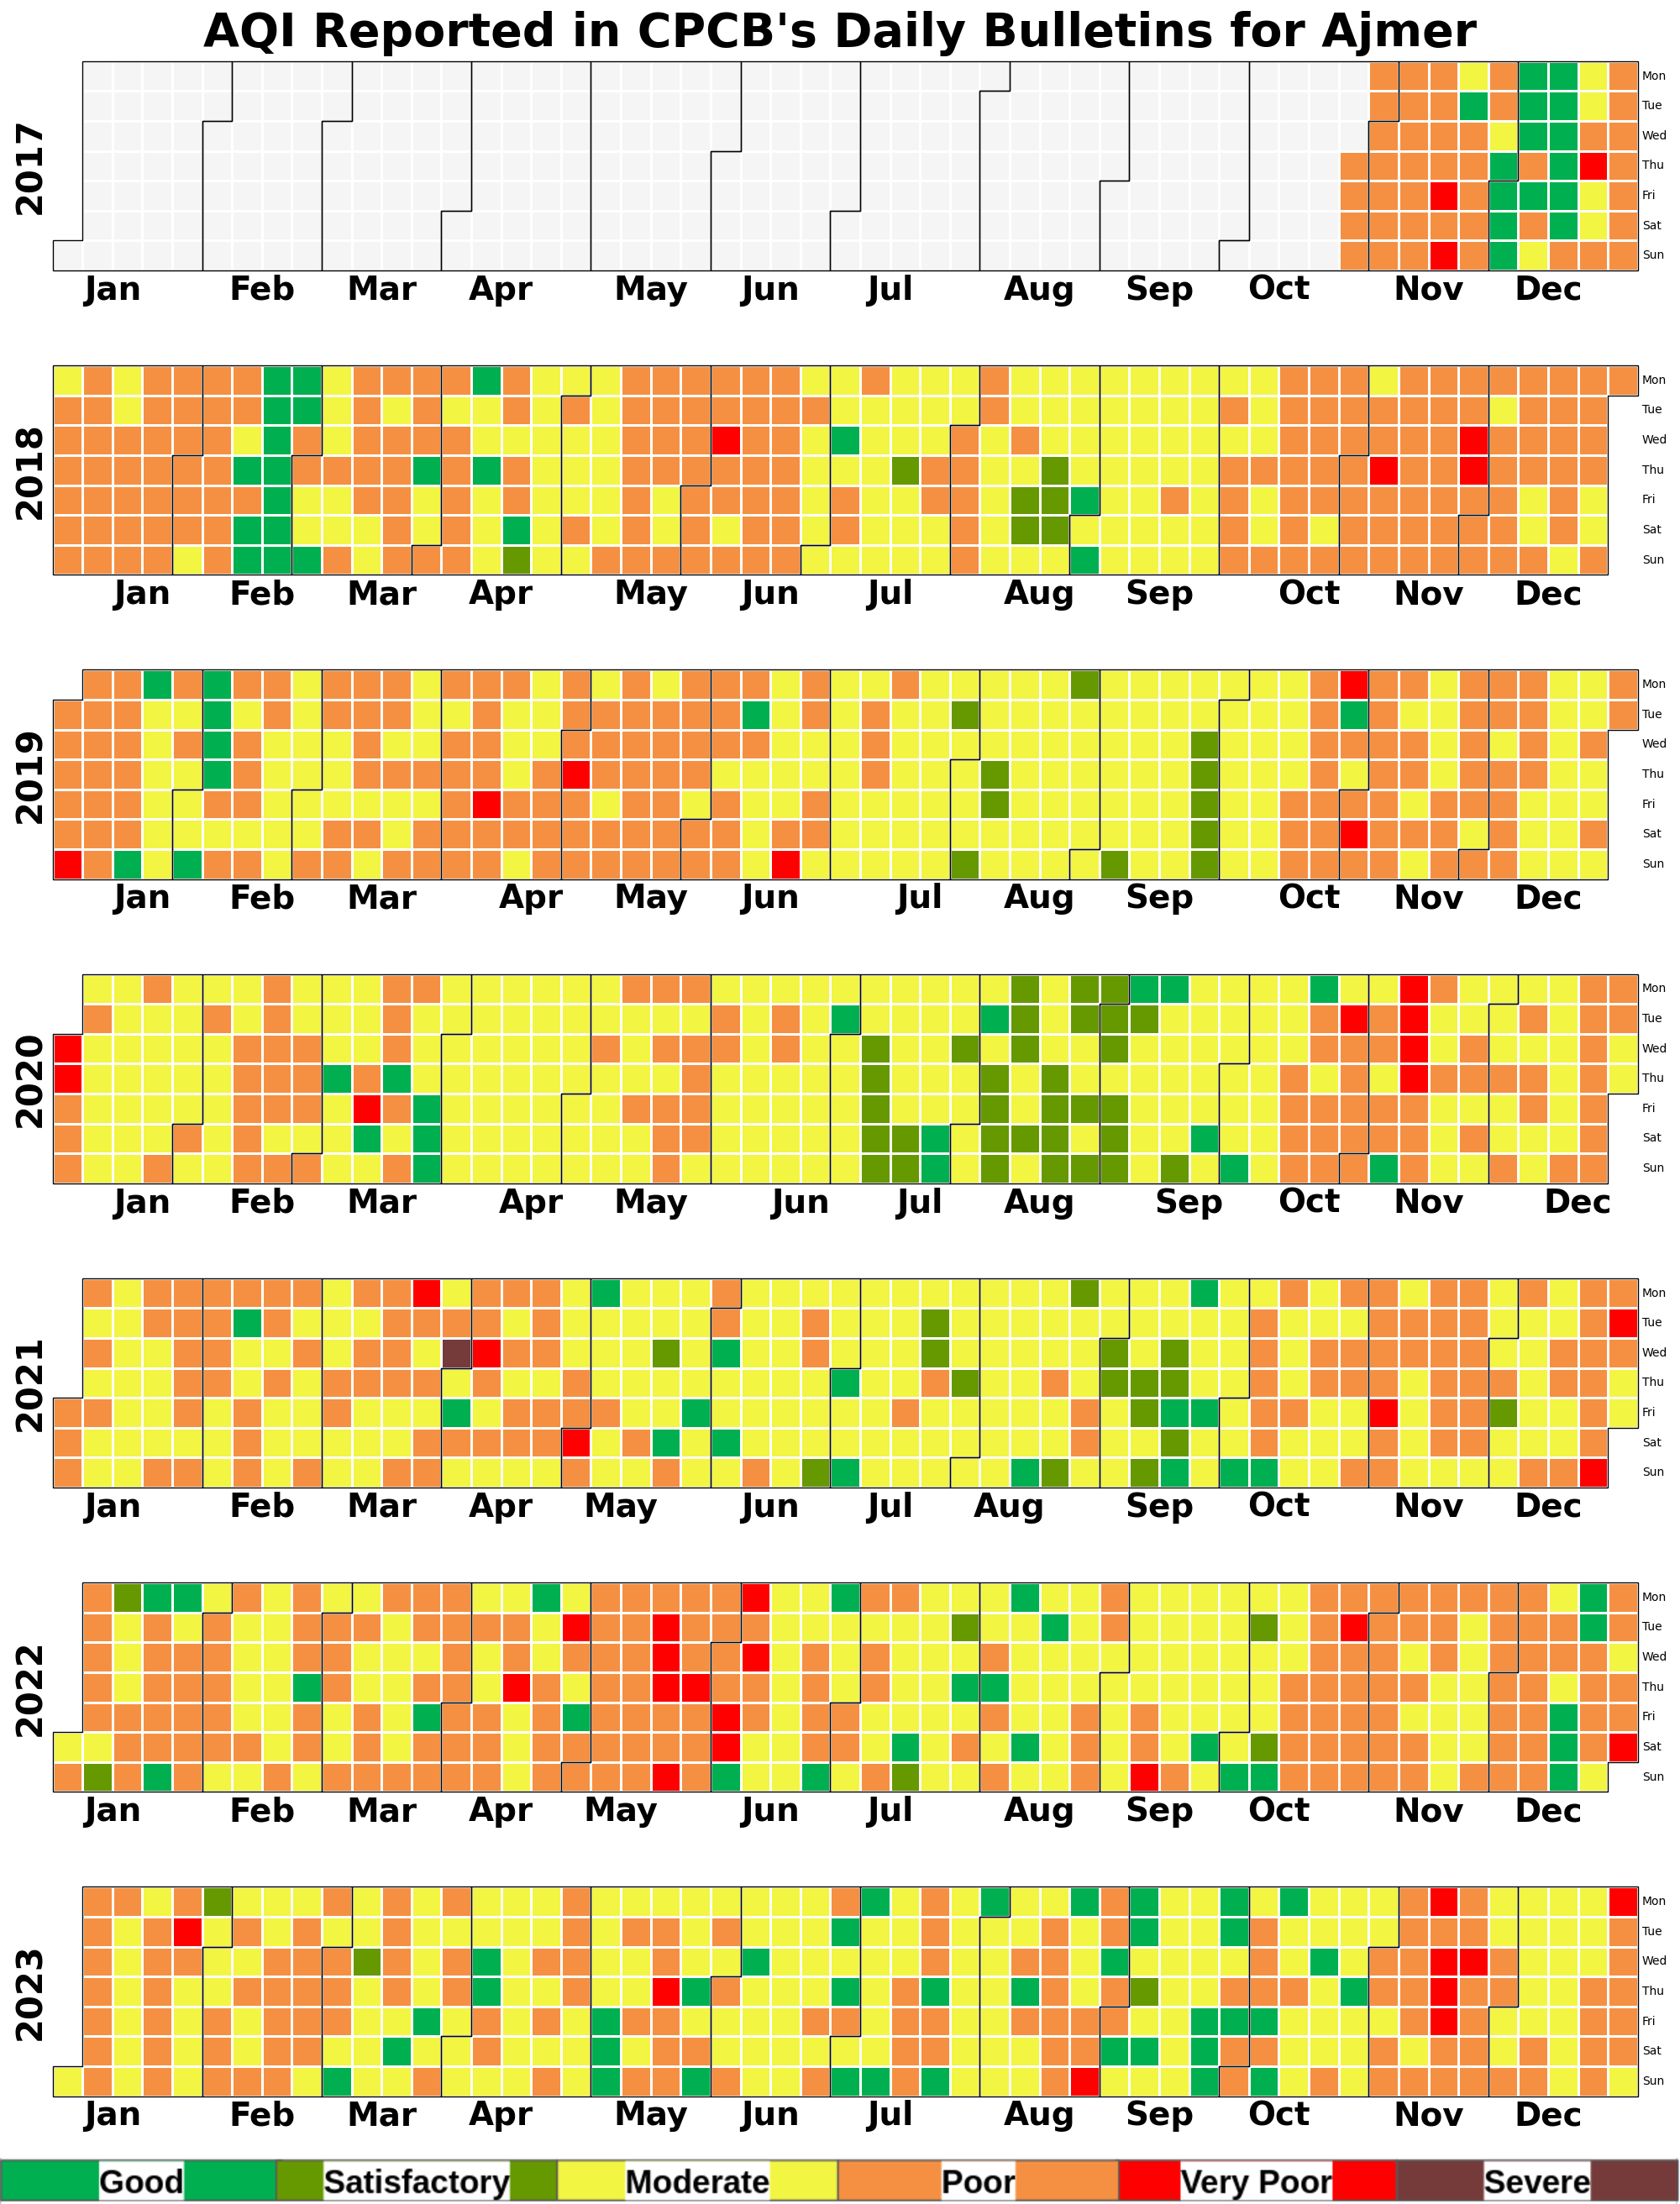 AQI Reported in CPCB's Daily Bulletins for Ajmer
2017
Mon
Tue
Wed
Thu
Fri
Sat
Sun
Jan Feb Mar Apr May Jun Jul Aug Sep Oct Nov Dec
2018
Mon
Tue
Wed
Thu
Fri
Sat
Sun
Jan Feb Mar Apr May Jun Jul Aug Sep Oct Nov Dec
2019
Mon
Tue
Wed
Thu
Fri
Sat
Sun
Jan Feb Mar Apr May Jun Jul Aug Sep Oct Nov Dec
2020
Mon
Tue
Wed
Thu
Fri
Sat
Sun
Jan Feb Mar Apr May Jun Jul Aug Sep Oct Nov Dec
2021
Mon
Tue
Wed
Thu
Fri
Sat
Sun
Jan Feb Mar Apr May Jun Jul Aug Sep Oct Nov Dec
2022
Mon
Tue
Wed
Thu
Fri
Sat
Sun
Jan Feb Mar Apr May Jun Jul Aug Sep Oct Nov Dec
2023
Mon
Tue
Wed
Thu
Fri
Sat
Sun
Jan Feb Mar Apr May Jun Jul Aug Sep Oct Nov Dec
Good Satisfactory Moderate Poor Very Poor Severe